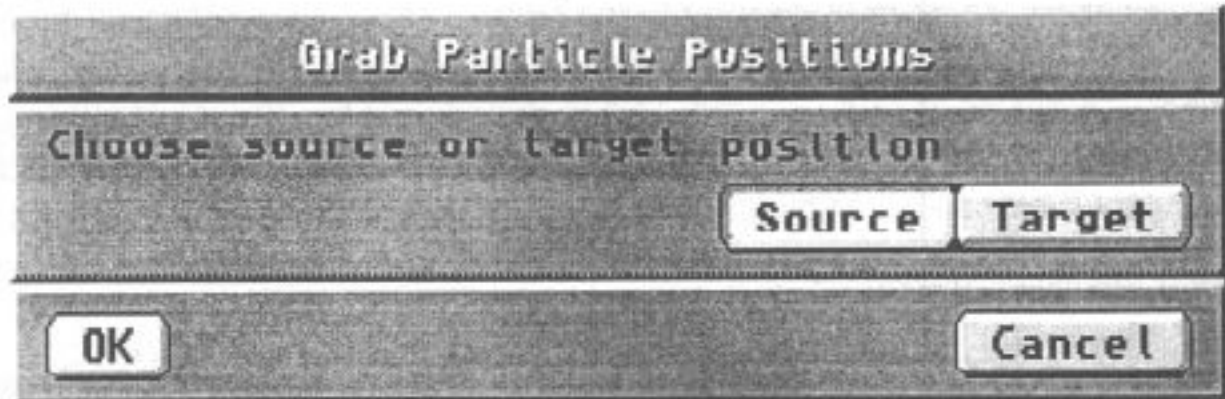 Grab Particle Positions
Choose source or target position
Source Target
OK Cancel